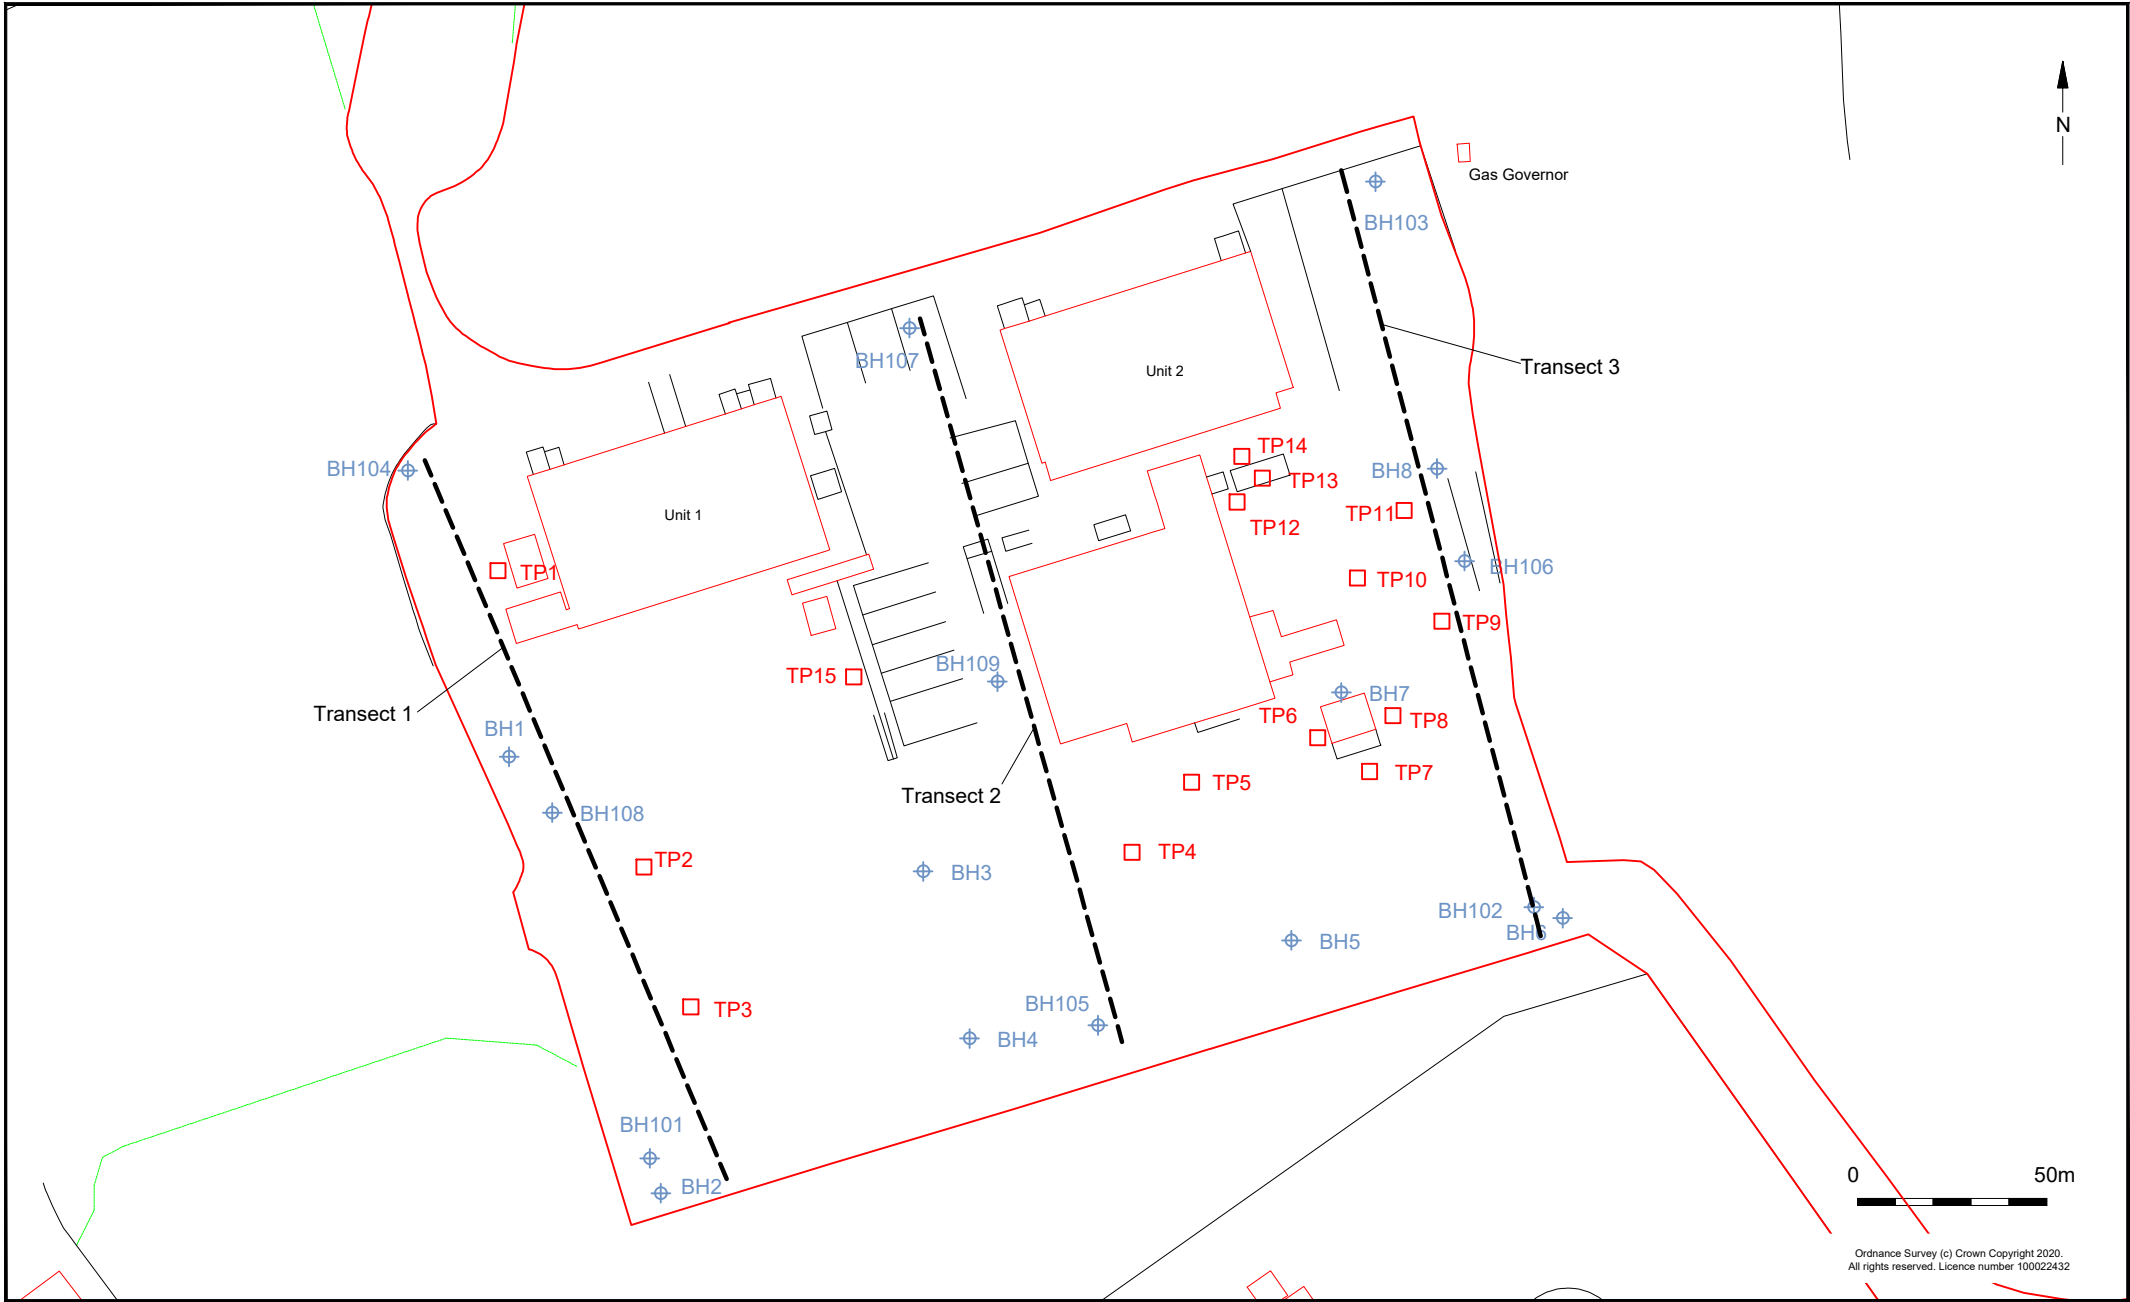 N
Gas Governor
BH103
BH107
Unit 2
Transect 3
TP14
BH104
BH8
TP13
Unit 1
TP11
TP12
TP1
BH106
TP10
TP9
BH109
TP15
BH7
Transect 1
TP6
TP8
BH1
TP7
TP5
Transect 2
BH108
TP4
TP2
BH3
BH102
BH6
BH5
BH105
TP3
BH4
BH101
0 50m
BH2
Ordnance Survey (c) Crown Copyright 2020.
All rights reserved. Licence number 100022432